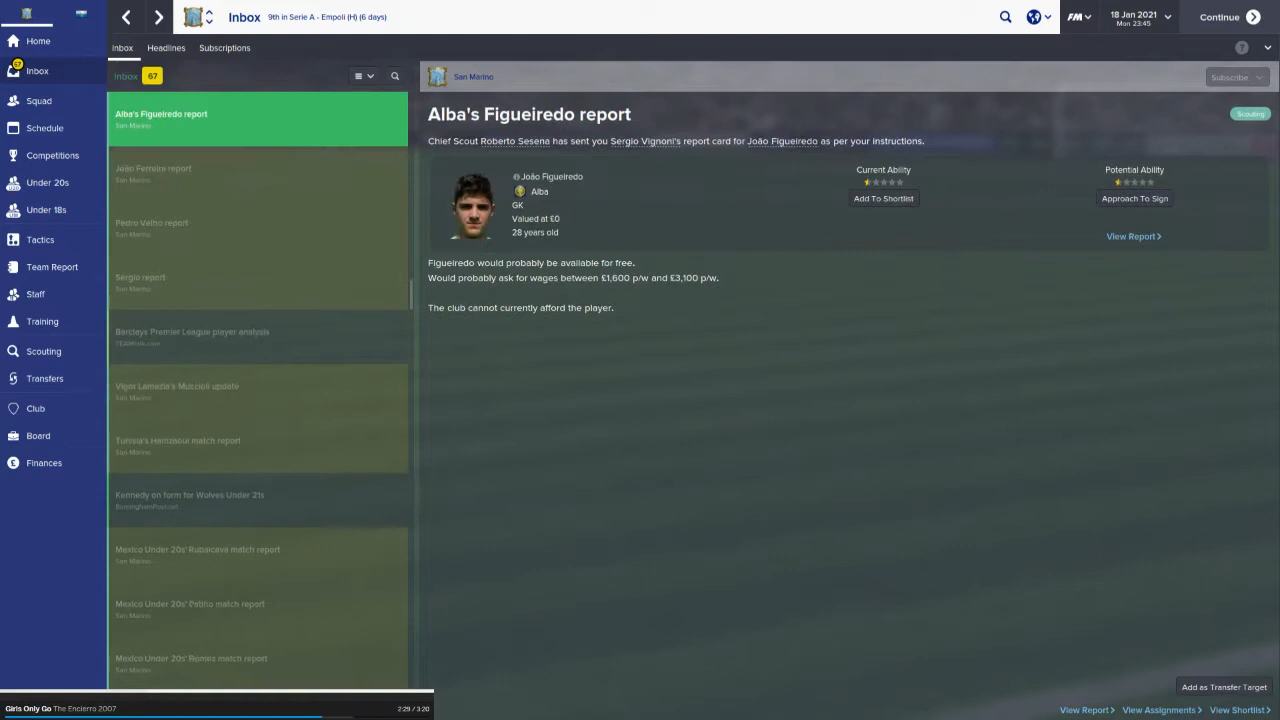 Inbox
9th in Serie A - Empoli (H) (6 days)
FM
18 Jan 2021
Mon 23:45
Continue
Home
67
Inbox
Squad
Schedule
Competitions
Under 20s
Under 18s
Tactics
Team Report
Staff
Training
Scouting
Transfers
Club
Board
Finances
Inbox
Headlines
Subscriptions
?
Inbox 67
Alba's Figueiredo report
San Marino
João Ferreira report
San Marino
Pedro Velho report
San Marino
Sérgio report
San Marino
Barclays Premier League player analysis
TEAMtalk.com
Vigor Lamezia's Muccioli update
San Marino
Tunisia's Hamzaoui match report
San Marino
Kennedy on form for Wolves Under 21s
BirminghamPost.net
Mexico Under 20s' Rubalcava match report
San Marino
Mexico Under 20s' Patiño match report
San Marino
Mexico Under 20s' match report
San Marino
San Marino
Subscribe
Alba's Figueiredo report
Scouting
Chief Scout Roberto Sesena has sent you Sergio Vignoni's report card for João Figueiredo as per your instructions.
João Figueiredo
Alba
GK
Valued at £0
28 years old
Current Ability
Add To Shortlist
Potential Ability
Approach To Sign
View Report
Figueiredo would probably be available for free.
Would probably ask for wages between £1,600 p/w and £3,100 p/w.
The club cannot currently afford the player.
Add as Transfer Target
View Report
View Assignments
View Shortlist
Girls Only Go The Encierro 2007
2:29 / 3:20